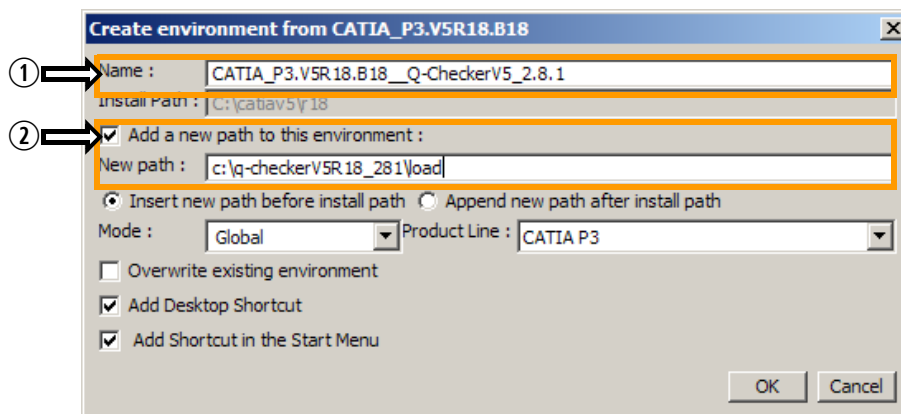 Create environment from CATIA_P3.V5R18.B18
① Name : CATIA_P3.V5R18.B18__Q-CheckerV5_2.8.1
Install Path : C:\catiav5\r18
② Add a new path to this environment :
New path : c:\q-checkerV5R18_281\load
Insert new path before install path Append new path after install path
Mode : Global Product Line : CATIA P3
Overwrite existing environment
Add Desktop Shortcut
Add Shortcut in the Start Menu
OK Cancel